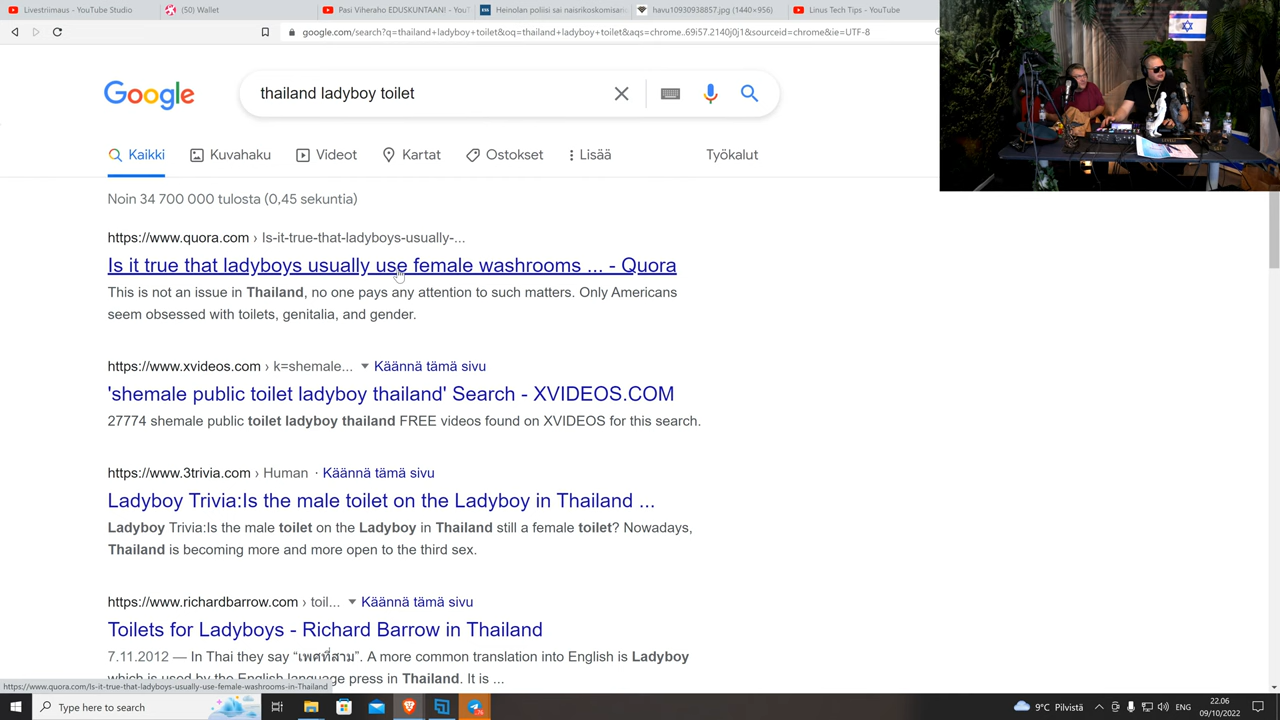 Livestriimaus - YouTube Studio
(50) Wallet
Pasi Viheraho EDUSKUNTAAN! - YouT
Heinolan poliisi sai naisrikoskomisario
havu10930938857.jpg (1440×956)
Linus Tech Tips - YouTube
google.com/search?q=thailand+ladyboy+toilet&oq=thailand+ladyboy+toilet&aqs=chrome..69i57.2140j0j1&sourceid=chrome&ie=UTF-8
Google
thailand ladyboy toilet
Kaikki
Kuvahaku
Videot
Kartat
Ostokset
Lisää
Työkalut
Noin 34 700 000 tulosta (0,45 sekuntia)
https://www.quora.com › Is-it-true-that-ladyboys-usually-...
Is it true that ladyboys usually use female washrooms ... - Quora
This is not an issue in Thailand, no one pays any attention to such matters. Only Americans
seem obsessed with toilets, genitalia, and gender.
https://www.xvideos.com › k=shemale... Käännä tämä sivu
'shemale public toilet ladyboy thailand' Search - XVIDEOS.COM
27774 shemale public toilet ladyboy thailand FREE videos found on XVIDEOS for this search.
https://www.3trivia.com › Human · Käännä tämä sivu
Ladyboy Trivia:Is the male toilet on the Ladyboy in Thailand ...
Ladyboy Trivia:Is the male toilet on the Ladyboy in Thailand still a female toilet? Nowadays,
Thailand is becoming more and more open to the third sex.
https://www.richardbarrow.com › toil... Käännä tämä sivu
Toilets for Ladyboys - Richard Barrow in Thailand
7.11.2012 — In Thai they say “เพศที่สาม”. A more common translation into English is Ladyboy
which is used by the English language press in Thailand. It is ...
https://www.quora.com/Is-it-true-that-ladyboys-usually-use-female-washrooms-in-Thailand
Type here to search
9°C Pilvistä
ENG
22.06
09/10/2022